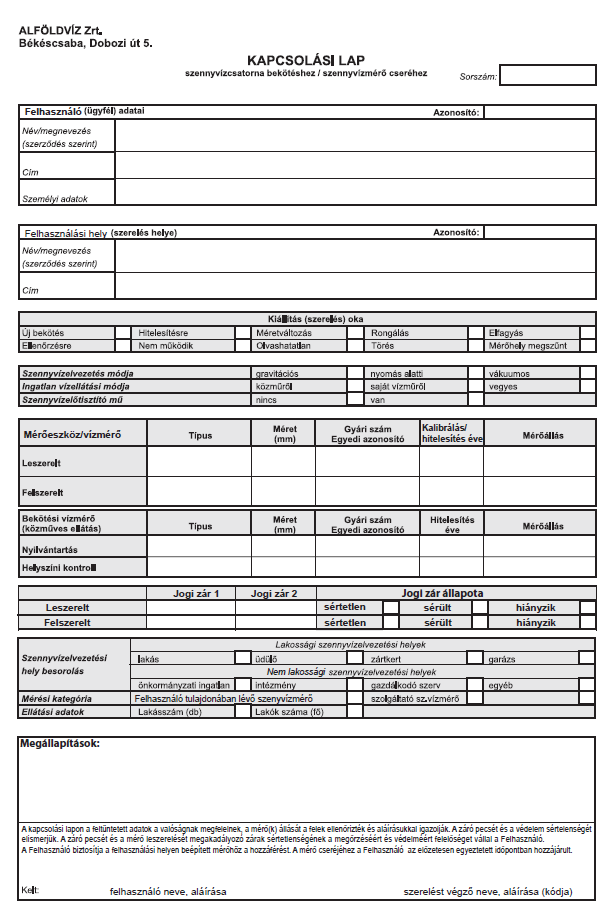 ALFÖLDVÍZ Zrt.
Békéscsaba, Dobozi út 5.
KAPCSOLÁSI LAP
szennyvízcsatorna bekötéshez / szennyvízmérő cseréhez
Sorszám:
Felhasználó (ügyfél) adatai Azonosító:
Név/megnevezés
(szerződés szerint)
Cím
Személyi adatok
Felhasználási hely (szerelés helye) Azonosító:
Név/megnevezés
(szerződés szerint)
Cím
Kiállítás (szerelés) oka
Új bekötés Hitelesítésre Méretváltozás Rongálás Elfagyás
Ellenőrzésre Nem működik Olvashatatlan Törés Mérőhely megszűnt
Szennyvízelvezetés módja gravitációs nyomás alatti vákuumos
Ingatlan vízellátási módja közműről saját vízműről vegyes
Szennyvízelőtisztító mű nincs van
Mérőeszköz/vízmérő Típus Méret (mm) Gyári szám Egyedi azonosító Kalibrálás/ hitelesítés éve Mérőállás
Leszerelt
Felszerelt
Bekötési vízmérő (közműves ellátás) Típus Méret (mm) Gyári szám Egyedi azonosító Hitelesítés éve Mérőállás
Nyilvántartás
Helyszíni kontroll
Jogi zár 1 Jogi zár 2 Jogi zár állapota
Leszerelt sértetlen sérült hiányzik
Felszerelt sértetlen sérült hiányzik
Szennyvízelvezetési hely besorolás
Lakossági szennyvízelvezetési helyek
lakás üdülő zártkert garázs
Nem lakossági szennyvízelvezetési helyek
önkormányzati ingatlan intézmény gazdálkodó szerv egyéb
Mérési kategória Felhasználó tulajdonában lévő szenyvízmérő szolgáltató sz.vízmérő
Ellátási adatok Lakásszám (db) Lakók száma (fő)
Megállapítások:
A kapcsolási lapon a feltűntetett adatok a valóságnak megfelelnek, a mérő(k) állását a felek ellenőrizték és aláírásukkal igazolják. A záró pecsét és a védelem sértelenségét
elismerjük. A záró pecsét és a mérő leszerelését megakadályozó zárak sértetlenségének a megőrzéséért és védelméért felelőséget vállal a Felhasználó.
A Felhasználó biztosítja a felhasználási helyen beépített mérőhöz a hozzáférést. A mérő cseréjéhez a Felhasználó az előzetesen egyeztetett időpontban hozzájárult.
Kelt: felhasználó neve, aláírása szerelést végző neve, aláírása (kódja)